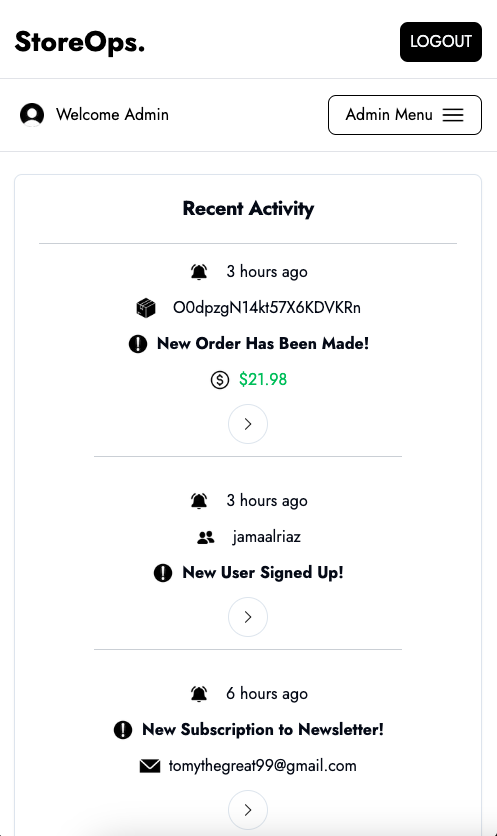 StoreOps.
LOGOUT
Welcome Admin
Admin Menu
Recent Activity
3 hours ago
O0dpzgN14kt57X6KDVKRn
New Order Has Been Made!
$21.98
3 hours ago
jamaalriaz
New User Signed Up!
6 hours ago
New Subscription to Newsletter!
tomythegreat99@gmail.com